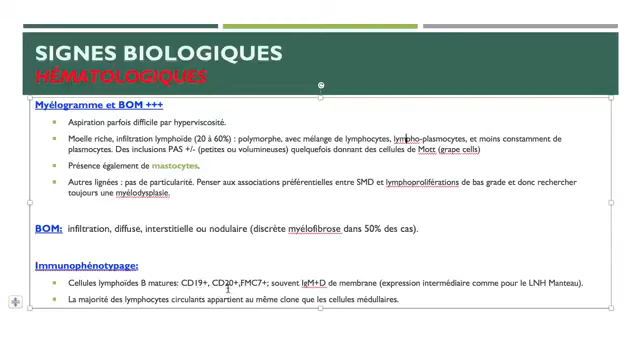 SIGNES BIOLOGIQUES
HÉMATOLOGIQUES
Myélogramme et BOM +++
Aspiration parfois difficile par hyperviscosité.
Moelle riche, infiltration lymphoïde (20 à 60%) : polymorphe, avec mélange de lymphocytes, lympho-plasmocytes, et moins constamment de
plasmocytes. Des inclusions PAS +/- (petites ou volumineuses) quelquefois donnant des cellules de Mott (grape cells)
Présence également de mastocytes.
Autres lignées : pas de particularité. Penser aux associations préférentielles entre SMD et lymphoproliférations de bas grade et donc rechercher
toujours une myélodysplasie.
BOM: infiltration, diffuse, interstitielle ou nodulaire (discrète myélofibrose dans 50% des cas).
Immunophénotypage:
Cellules lymphoïdes B matures: CD19+, CD20+,FMC7+; souvent IgM+D de membrane (expression intermédiaire comme pour le LNH Manteau).
La majorité des lymphocytes circulants appartient au même clone que les cellules médullaires.